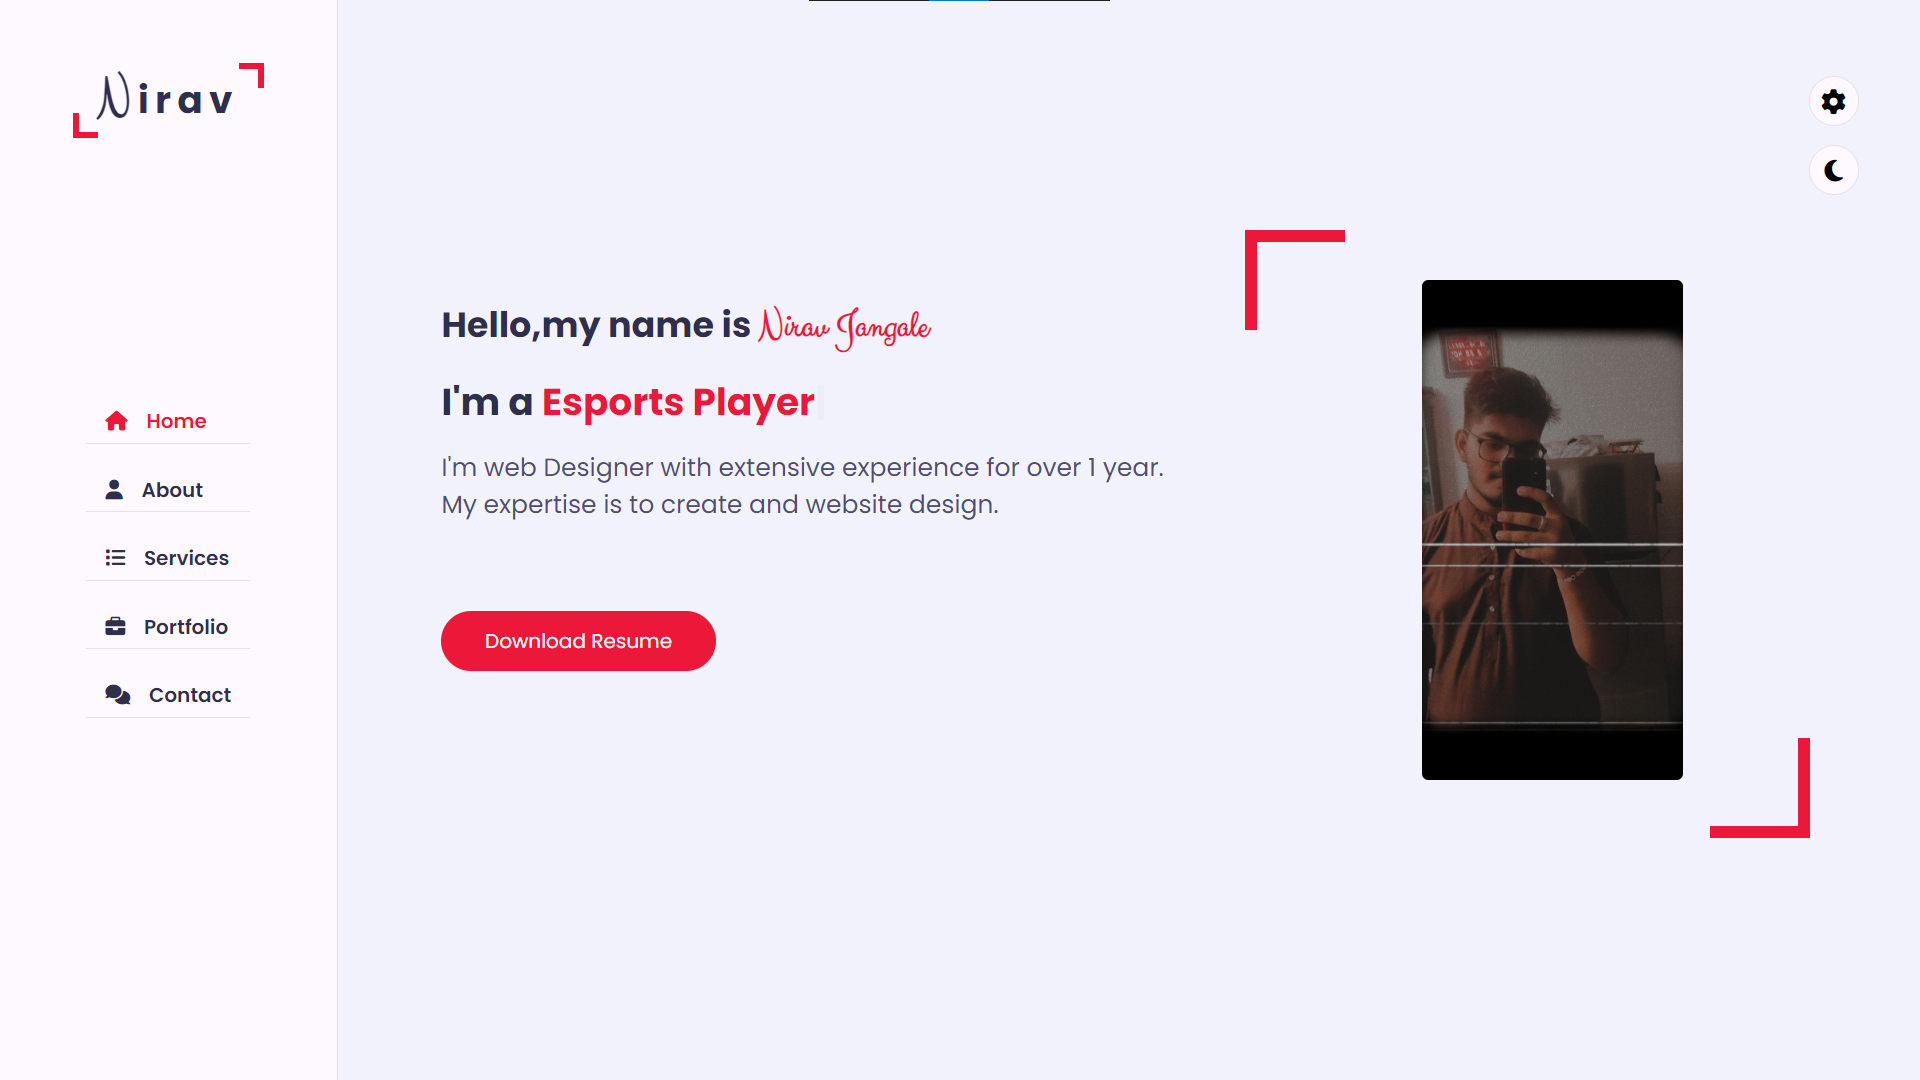 Nirav
Home
About
Services
Portfolio
Contact
Hello,my name is Nirav Jangale
I'm a Esports Player
I'm web Designer with extensive experience for over 1 year.
My expertise is to create and website design.
Download Resume